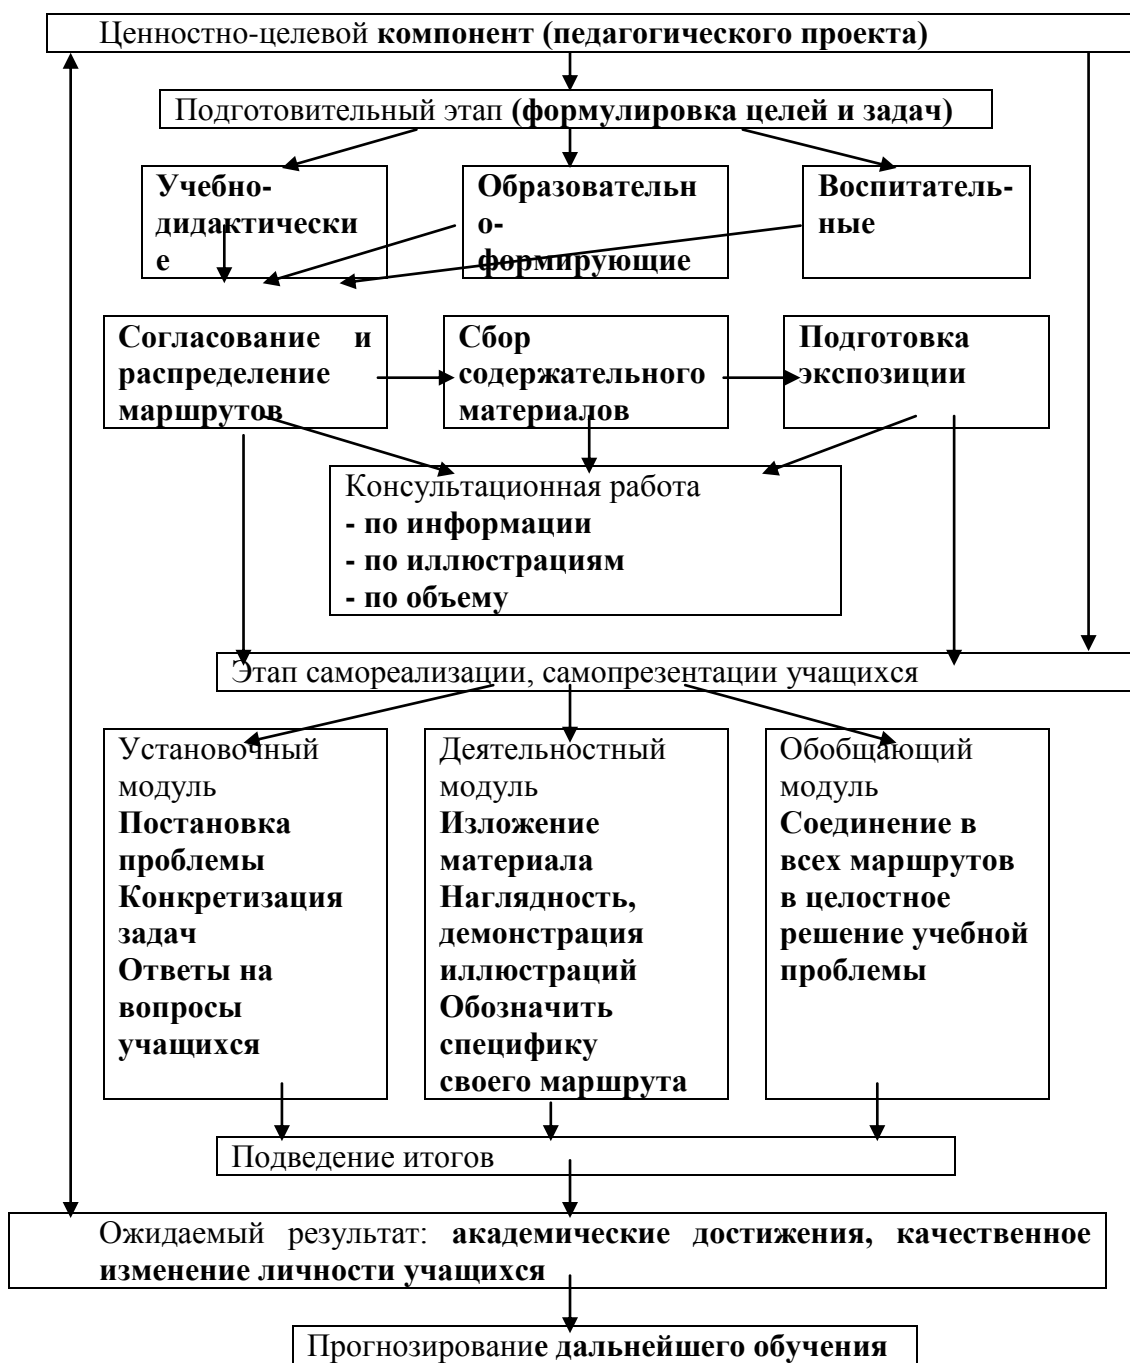 Ценностно-целевой компонент (педагогического проекта)
Подготовительный этап (формулировка целей и задач)
Учебно-
дидактически
е
Образовательн
о-
формирующие
Воспитатель-
ные
Согласование и
распределение
маршрутов
Сбор
содержательного
материалов
Подготовка
экспозиции
Консультационная работа
- по информации
- по иллюстрациям
- по объему
Этап самореализации, самопрезентации учащихся
Установочный
модуль
Постановка
проблемы
Конкретизация
задач
Ответы на
вопросы
учащихся
Деятельностный
модуль
Изложение
материала
Наглядность,
демонстрация
иллюстраций
Обозначить
специфику
своего маршрута
Обобщающий
модуль
Соединение в
всех маршрутов
в целостное
решение учебной
проблемы
Подведение итогов
Ожидаемый результат: академические достижения, качественное
изменение личности учащихся
Прогнозирование дальнейшего обучения